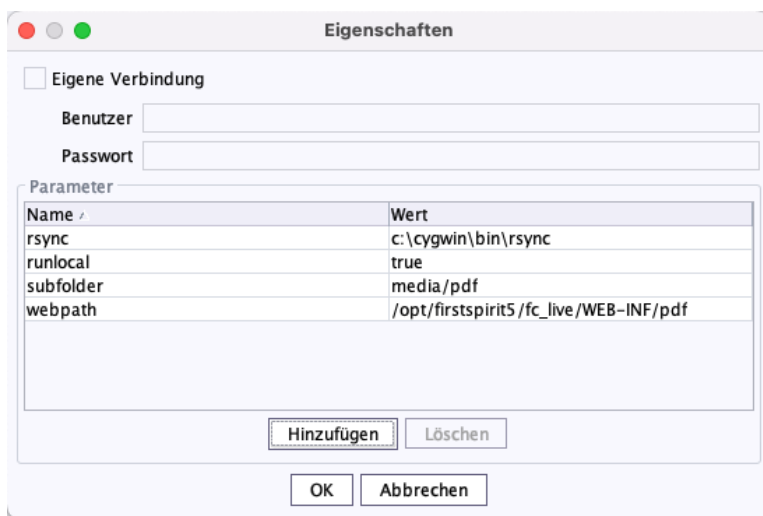 Eigenschaften
Eigene Verbindung
Benutzer
Passwort
Parameter
Name Wert
rsync c:\cygwin\bin\rsync
runlocal true
subfolder media/pdf
webpath /opt/firstspirit5/fc_live/WEB-INF/pdf
Hinzufügen Löschen
OK Abbrechen